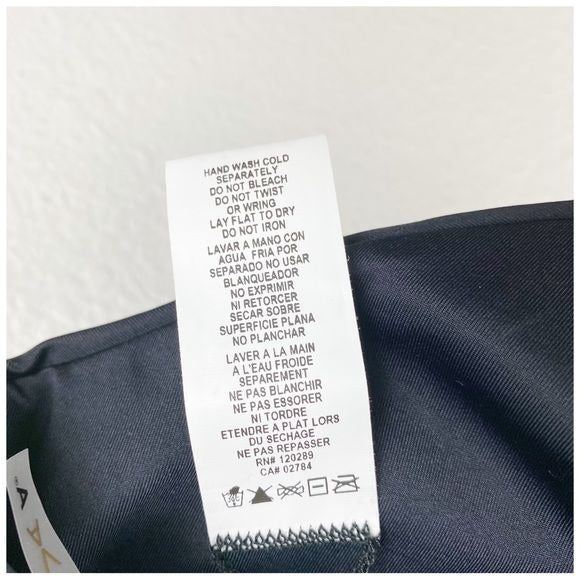 HAND WASH COLD
SEPARATELY
DO NOT BLEACH
DO NOT TWIST
OR WRING
LAY FLAT TO DRY
DO NOT IRON
LAVAR A MANO CON
AGUA FRIA POR
SEPARADO NO USAR
BLANQUEADOR
NO EXPRIMIR
NI RETORCER
SECAR SOBRE
SUPERFICIE PLANA
NO PLANCHAR
LAVER A LA MAIN
A L'EAU FROIDE
SEPAREMENT
NE PAS BLANCHIR
NE PAS ESSORER
NI TORDRE
ETENDRE A PLAT LORS
DU SECHAGE
NE PAS REPASSER
RN# 120289
CA# 02784